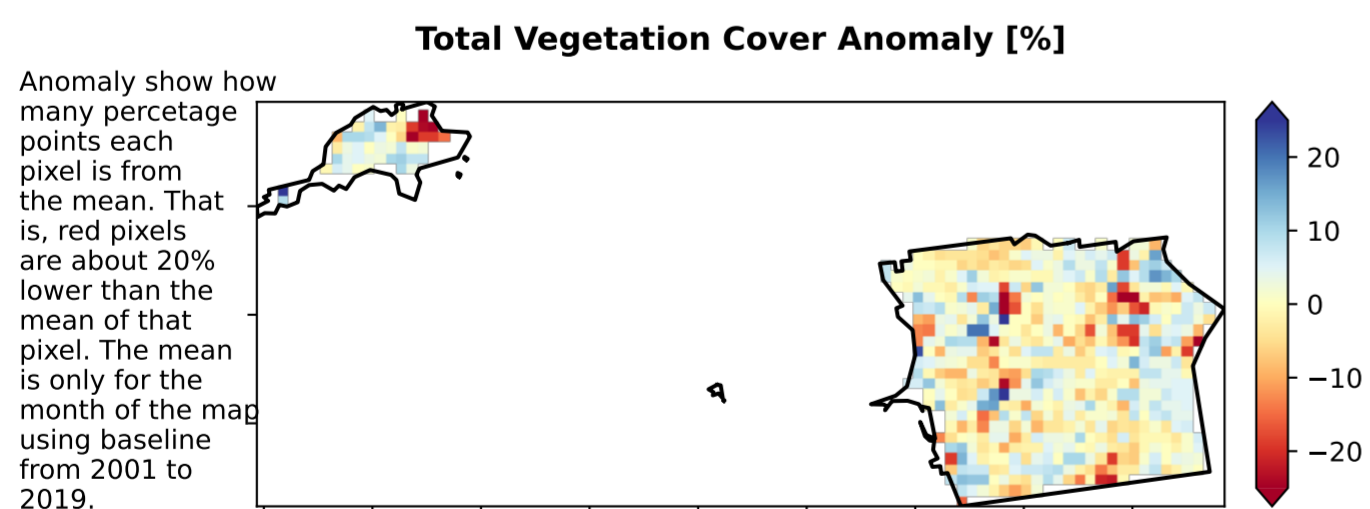 Total Vegetation Cover Anomaly [%]
Anomaly show how
many percetage
points each
pixel is from
the mean. That
is, red pixels
are about 20%
lower than the
mean of that
pixel. The mean
is only for the
month of the map
using baseline
from 2001 to
2019.
20
10
0
−10
−20